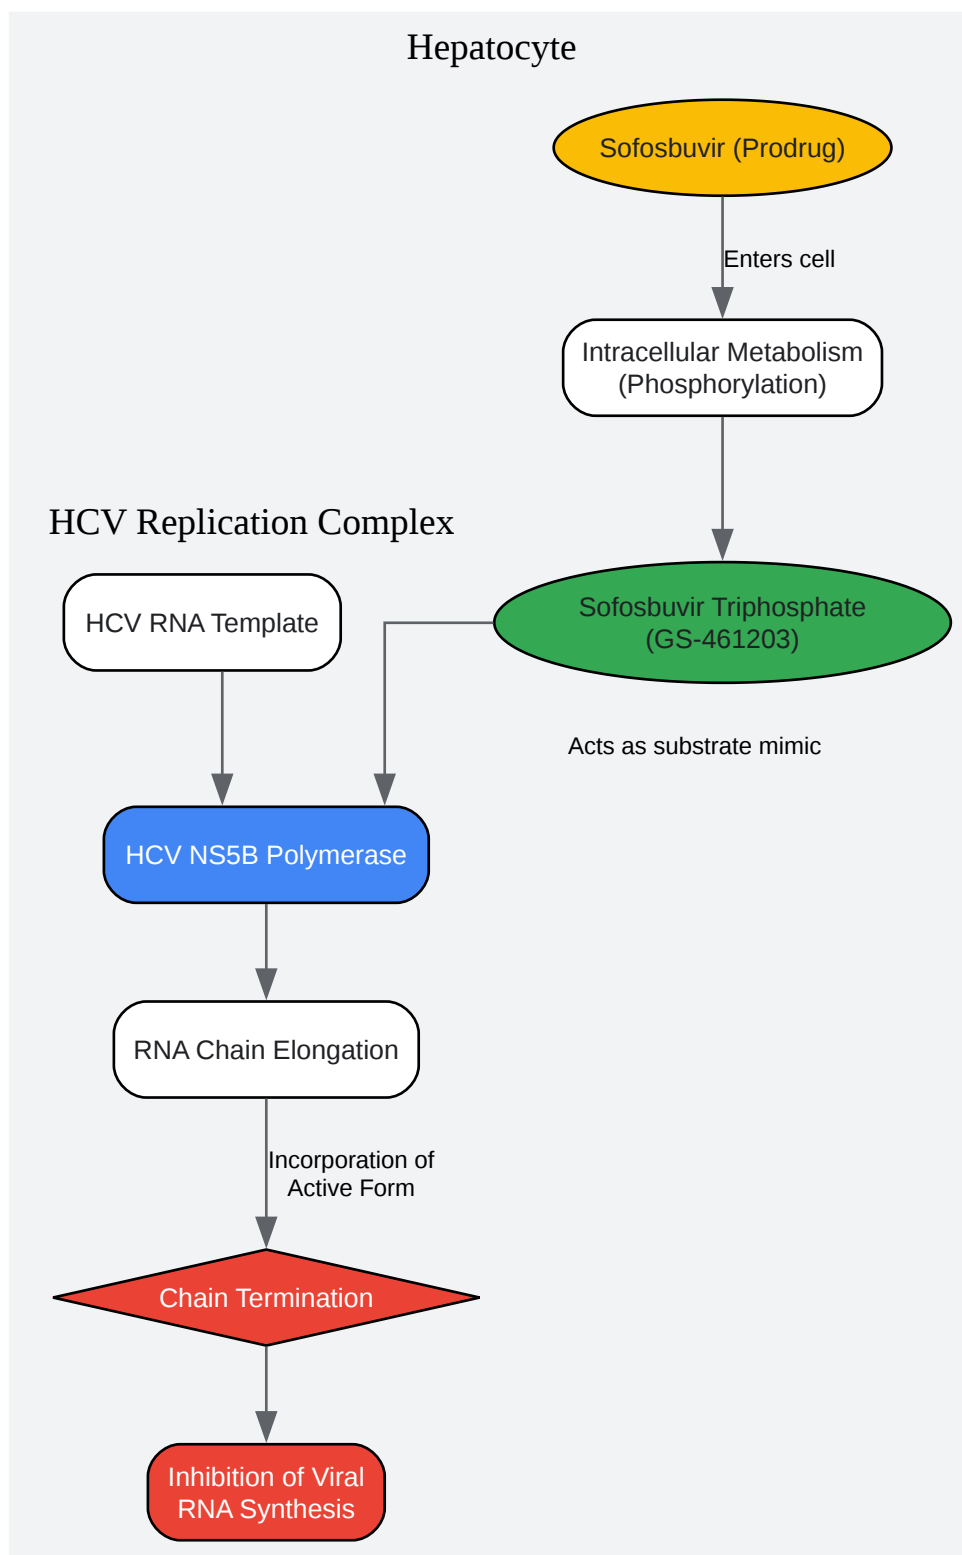 Hepatocyte
Sofosbuvir (Prodrug)
Enters cell
Intracellular Metabolism
(Phosphorylation)
HCV Replication Complex
HCV RNA Template
Sofosbuvir Triphosphate
(GS-461203)
Acts as substrate mimic
HCV NS5B Polymerase
RNA Chain Elongation
Incorporation of
Active Form
Chain Termination
Inhibition of Viral
RNA Synthesis